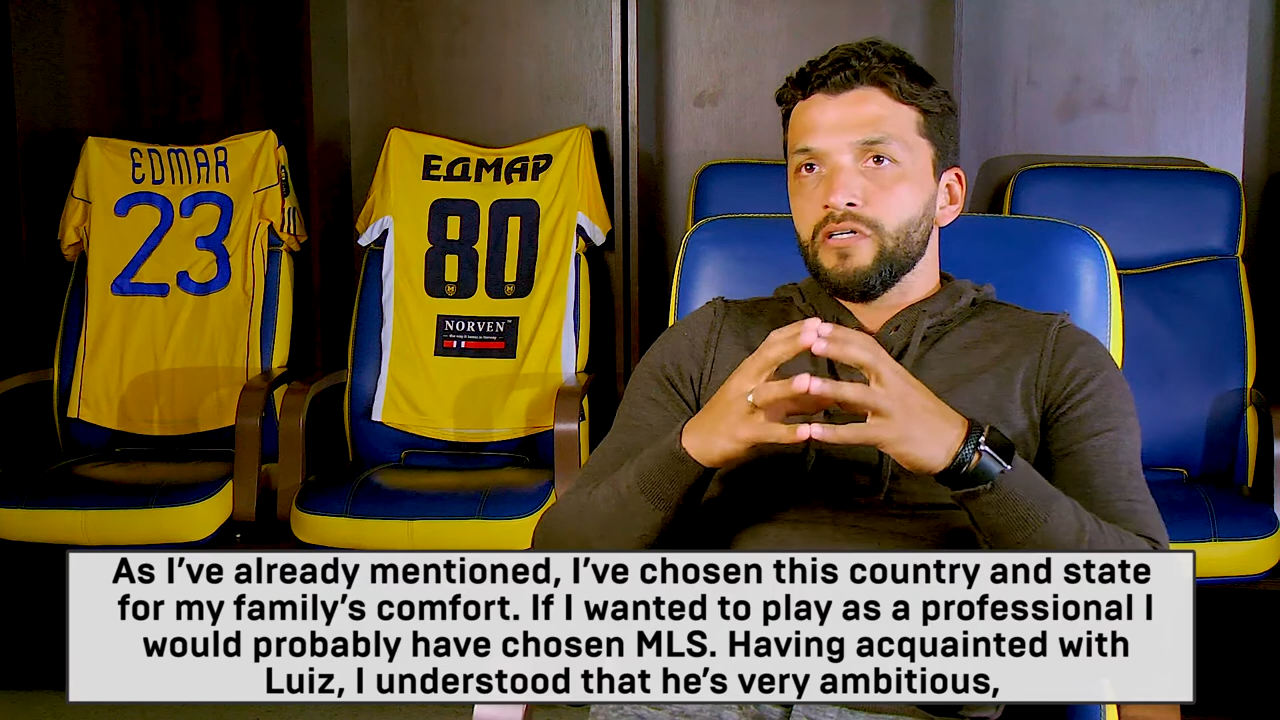 EDMAR
23
ЕДМАР
80
NORVEN
As I've already mentioned, I've chosen this country and state
for my family's comfort. If I wanted to play as a professional I
would probably have chosen MLS. Having acquainted with
Luiz, I understood that he's very ambitious,